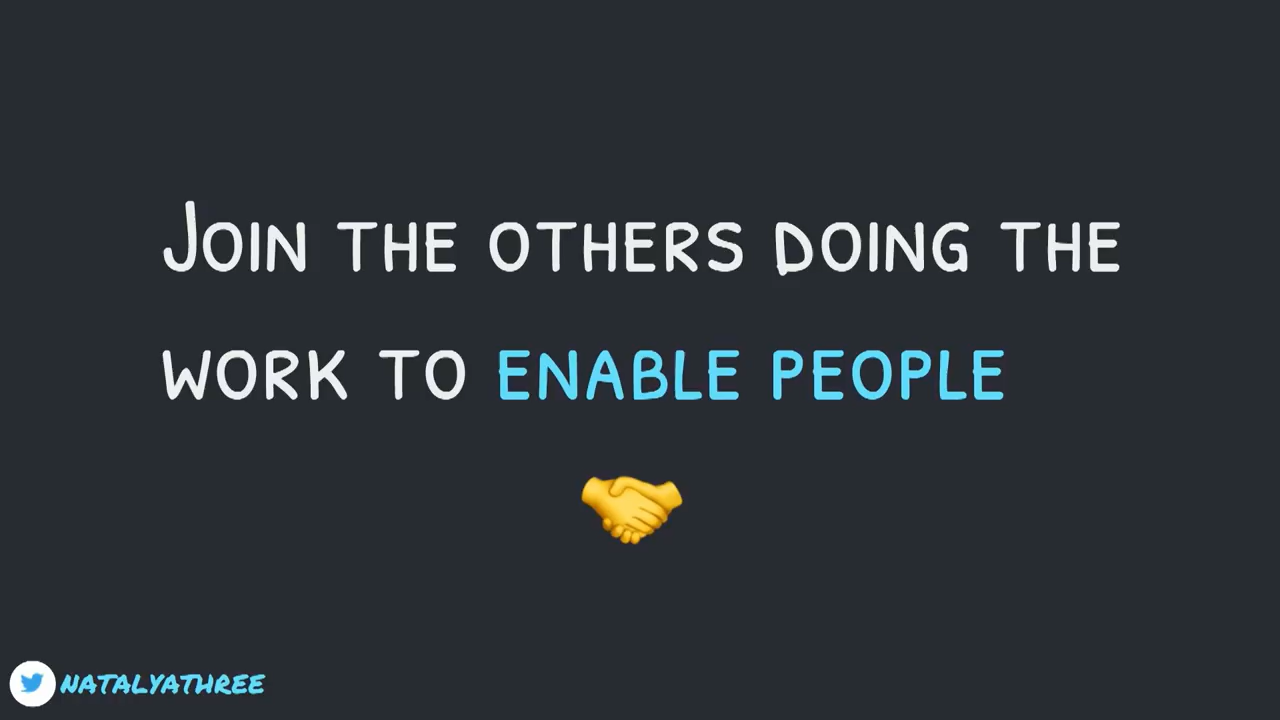 Join the others doing the
work to enable people
natalyathree